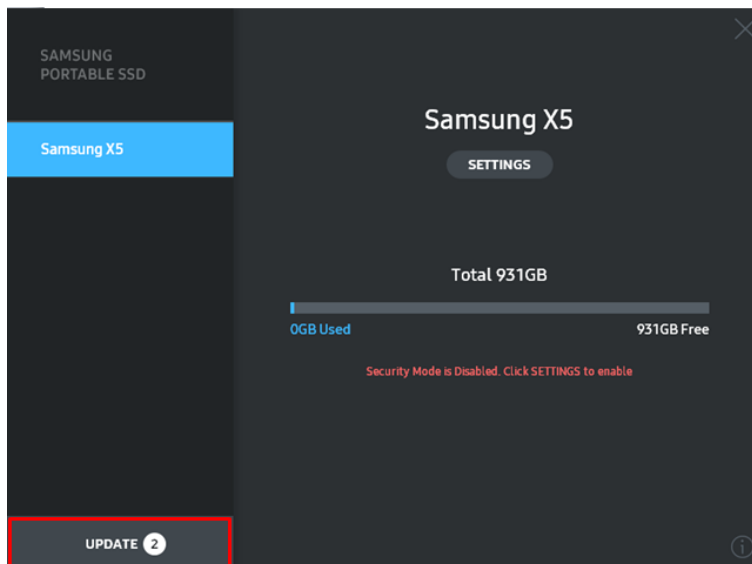 SAMSUNG
PORTABLE SSD
Samsung X5
Samsung X5
SETTINGS
Total 931GB
0GB Used
931GB Free
Security Mode is Disabled. Click SETTINGS to enable
UPDATE 2